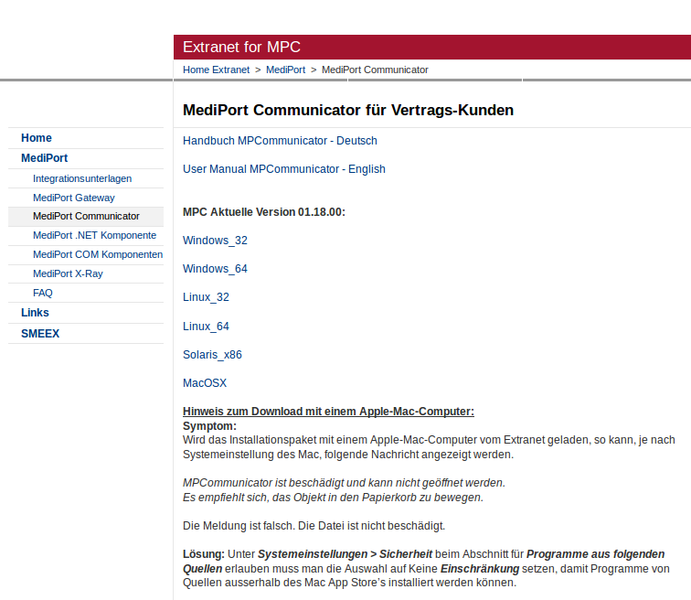 Extranet for MPC
Home Extranet > MediPort > MediPort Communicator
MediPort Communicator für Vertrags-Kunden
Home
MediPort
Integrationsunterlagen
MediPort Gateway
MediPort Communicator
MediPort .NET Komponente
MediPort COM Komponenten
MediPort X-Ray
FAQ
Links
SMEEX
Handbuch MPCommunicator - Deutsch
User Manual MPCommunicator - English
MPC Aktuelle Version 01.18.00:
Windows_32
Windows_64
Linux_32
Linux_64
Solaris_x86
MacOSX
Hinweis zum Download mit einem Apple-Mac-Computer:
Symptom:
Wird das Installationspaket mit einem Apple-Mac-Computer vom Extranet geladen, so kann, je nach
Systemeinstellung des Mac, folgende Nachricht angezeigt werden.
MPCommunicator ist beschädigt und kann nicht geöffnet werden.
Es empfiehlt sich, das Objekt in den Papierkorb zu bewegen.
Die Meldung ist falsch. Die Datei ist nicht beschädigt.
Lösung: Unter Systemeinstellungen > Sicherheit beim Abschnitt für Programme aus folgenden
Quellen erlauben muss man die Auswahl auf Keine Einschränkung setzen, damit Programme von
Quellen ausserhalb des Mac App Store's installiert werden können.